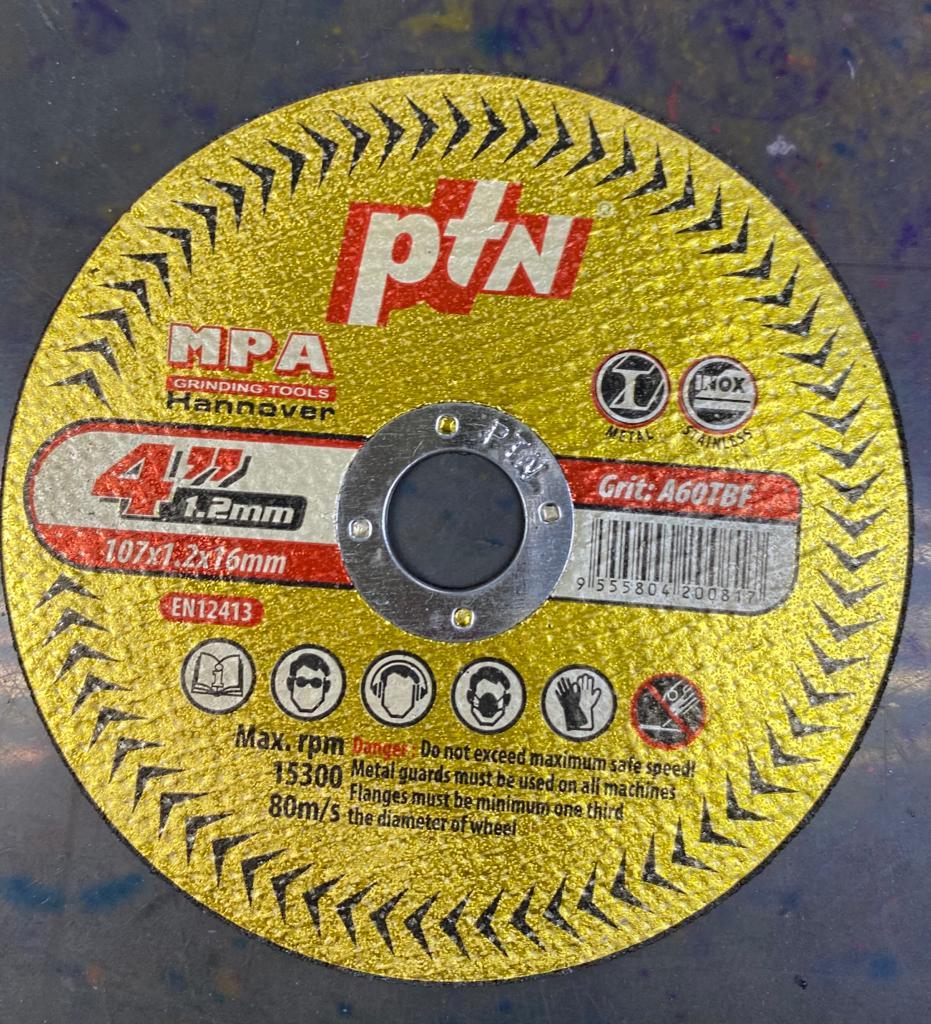 ptN
®
MPA
GRINDING·TOOLS
Hannover
METAL
INOX
STAINLESS
4”
1.2mm
107x1.2x16mm
EN12413
PTN
Grit: A60TBF
9 555804 200817
Max. rpm
15300
80m/s
Danger: Do not exceed maximum safe speed!
Metal guards must be used on all machines
Flanges must be minimum one third
the diameter of wheel